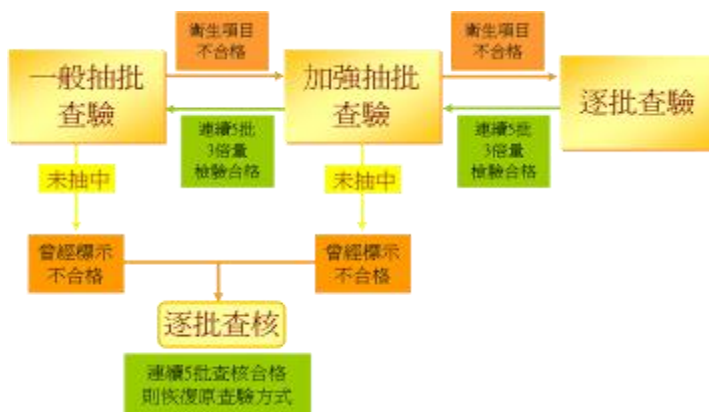 衛生項目
不合格
衛生項目
不合格
一般抽批
查驗
加強抽批
查驗
逐批查驗
連續5批
3倍量
檢驗合格
連續5批
3倍量
檢驗合格
未抽中
未抽中
曾經標示
不合格
曾經標示
不合格
逐批查核
連續5批查核合格
則恢復原查驗方式